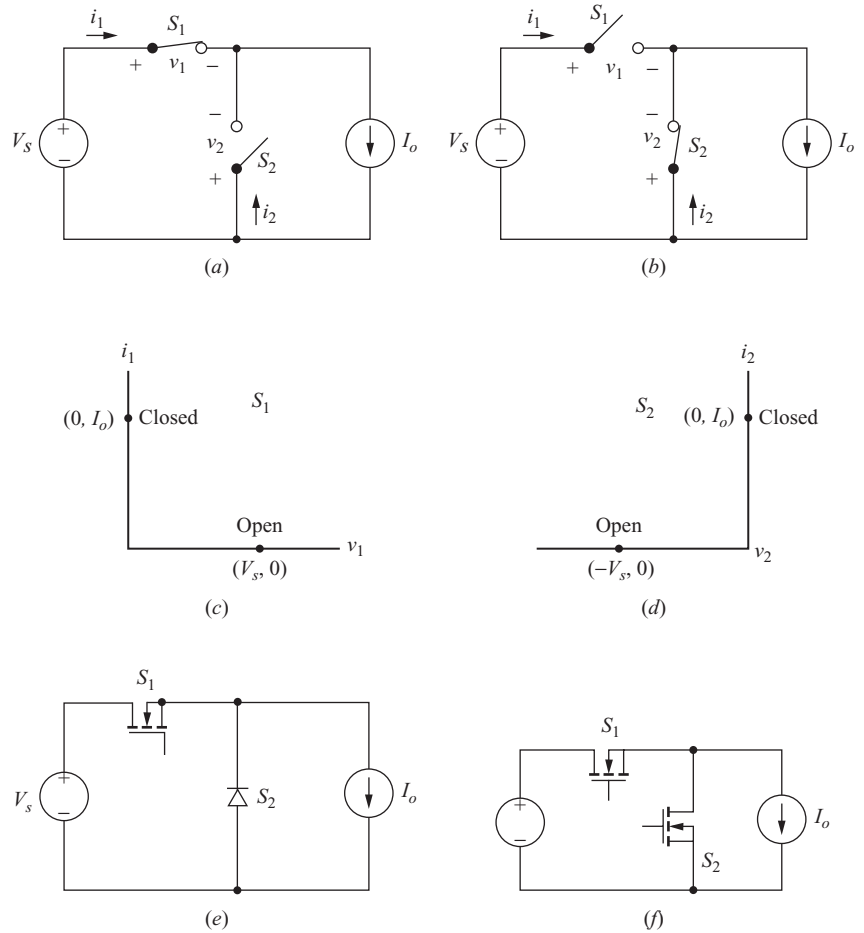 i1 S1 i1 S1
+ v1 − + v1 −
− −
Vs + − v2 S2 Io Vs + − v2 S2 Io
+ +
i2 i2
(a) (b)
i1 i2
S1 S2
(0, Io) Closed (0, Io) Closed
Open Open
v1 v2
(Vs, 0) (−Vs, 0)
(c) (d)
S1 S1
Vs + − S2 Io + − S2 Io
(e) (f)